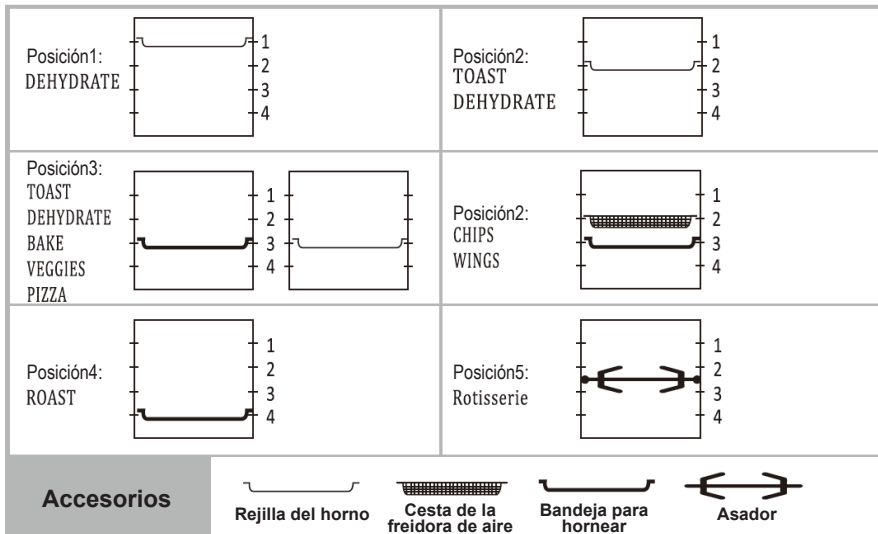 Posición1:
DEHYDRATE
1
2
3
4
Posición2:
TOAST
DEHYDRATE
1
2
3
4
Posición3:
TOAST
DEHYDRATE
BAKE
VEGGIES
PIZZA
1
2
3
4
Posición2:
CHIPS
WINGS
1
2
3
4
Posición4:
ROAST
1
2
3
4
Posición5:
Rotisserie
1
2
3
4
Accesorios
Rejilla del horno
Cesta de la
freidora de aire
Bandeja para
hornear
Asador